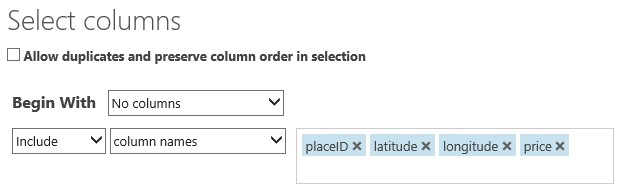 Select columns
Allow duplicates and preserve column order in selection
Begin With No columns
Include column names placeID latitude longitude price